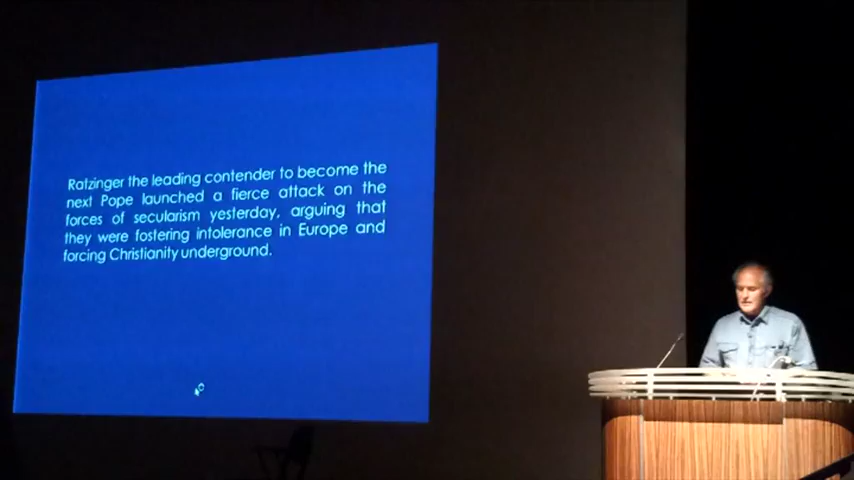 Ratzinger the leading contender to become the
next Pope launched a fierce attack on the
forces of secularism yesterday, arguing that
they were fostering intolerance in Europe and
forcing Christianity underground.